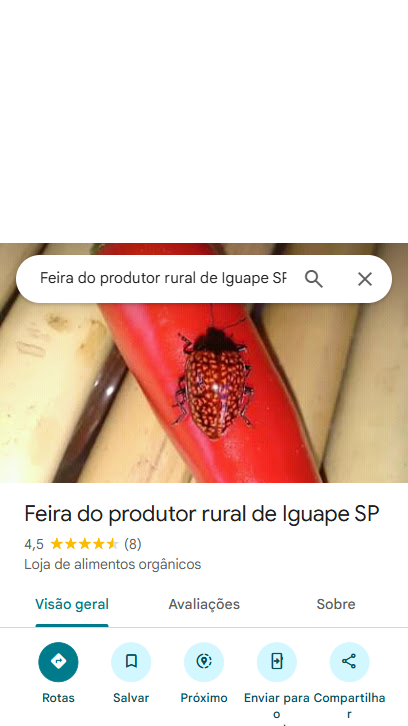 Feira do produtor rural de Iguape SP
Feira do produtor rural de Iguape SP
4,5 (8)
Loja de alimentos orgânicos
Visão geral Avaliações Sobre
Rotas Salvar Próximo Enviar para o Compartilhar